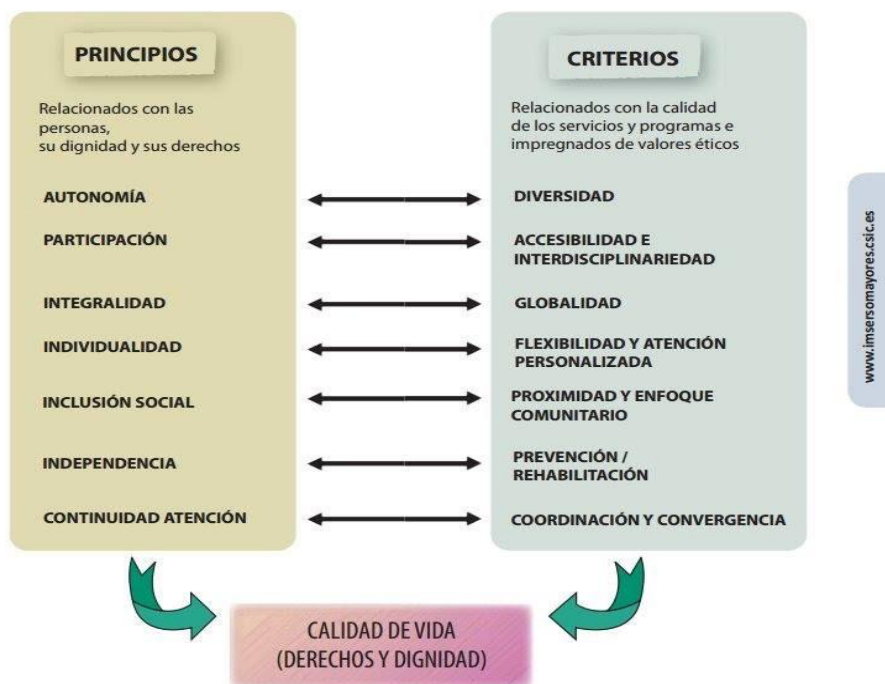 PRINCIPIOS
Relacionados con las
personas,
su dignidad y sus derechos
AUTONOMÍA
PARTICIPACIÓN
INTEGRALIDAD
INDIVIDUALIDAD
INCLUSIÓN SOCIAL
INDEPENDENCIA
CONTINUIDAD ATENCIÓN
CRITERIOS
Relacionados con la calidad
de los servicios y programas e
impregnados de valores éticos
DIVERSIDAD
ACCESIBILIDAD E
INTERDISCIPLINARIEDAD
GLOBALIDAD
FLEXIBILIDAD Y ATENCIÓN
PERSONALIZADA
PROXIMIDAD Y ENFOQUE
COMUNITARIO
PREVENCIÓN /
REHABILITACIÓN
COORDINACIÓN Y CONVERGENCIA
CALIDAD DE VIDA
(DERECHOS Y DIGNIDAD)
www.imsersomayores.csic.es